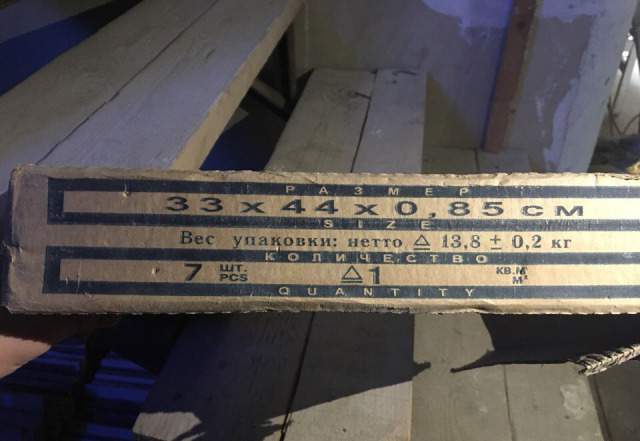 РАЗМЕР
33 x 44 x 0,85 см
SIZE
Вес упаковки: нетто ≙ 13,8 ± 0,2 кг
КОЛИЧЕСТВО
7 ШТ. PCS ≙1 КВ.М М²
QUANTITY